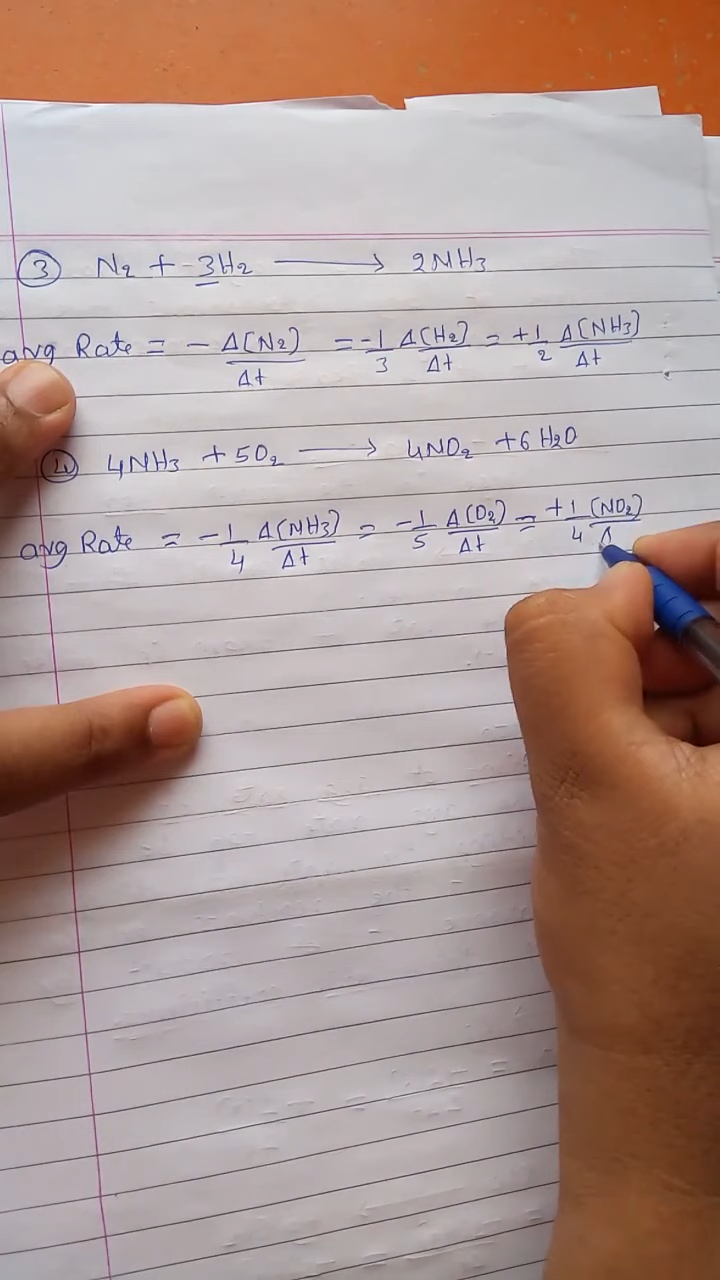 ③ N₂ + 3H₂ ⟶ 2NH₃
avg Rate = - Δ(N₂)/Δt = -1/3 Δ(H₂)/Δt = +1/2 Δ(NH₃)/Δt
④ 4NH₃ + 5O₂ ⟶ 4NO₂ + 6H₂O
avg Rate = -1/4 Δ(NH₃)/Δt = -1/5 Δ(O₂)/Δt = +1/4 (NO₂)/Δ